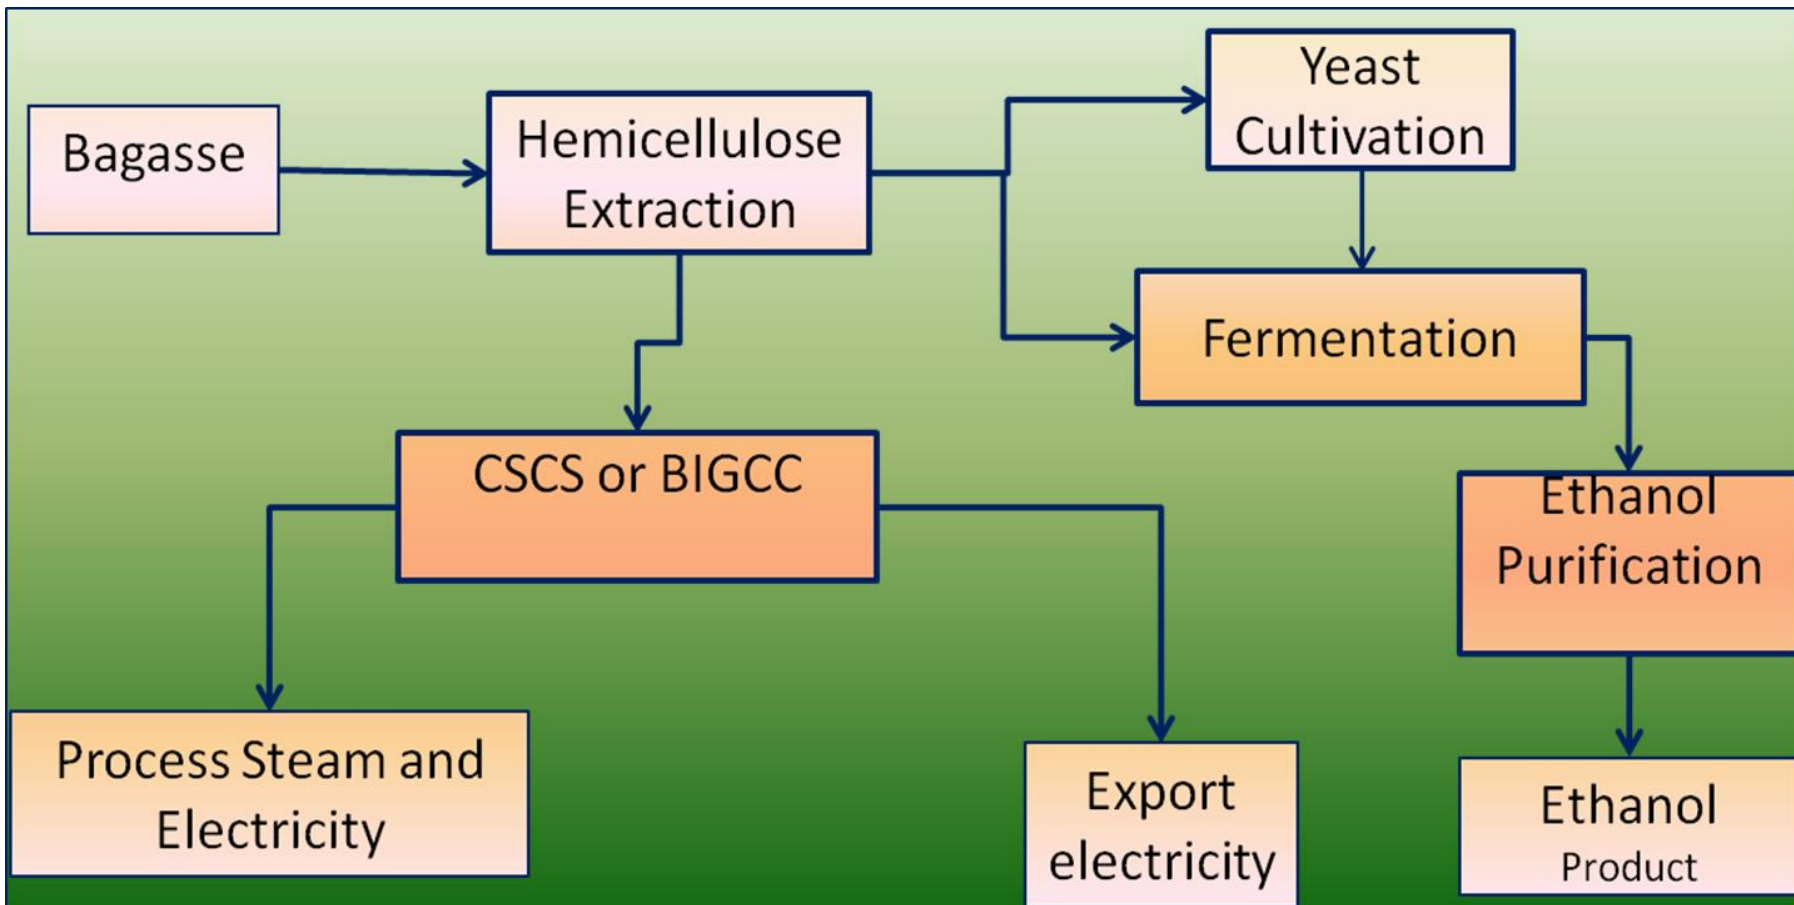 Bagasse
Hemicellulose
Extraction
Yeast
Cultivation
Fermentation
CSCS or BIGCC
Ethanol
Purification
Process Steam and
Electricity
Export
electricity
Ethanol
Product